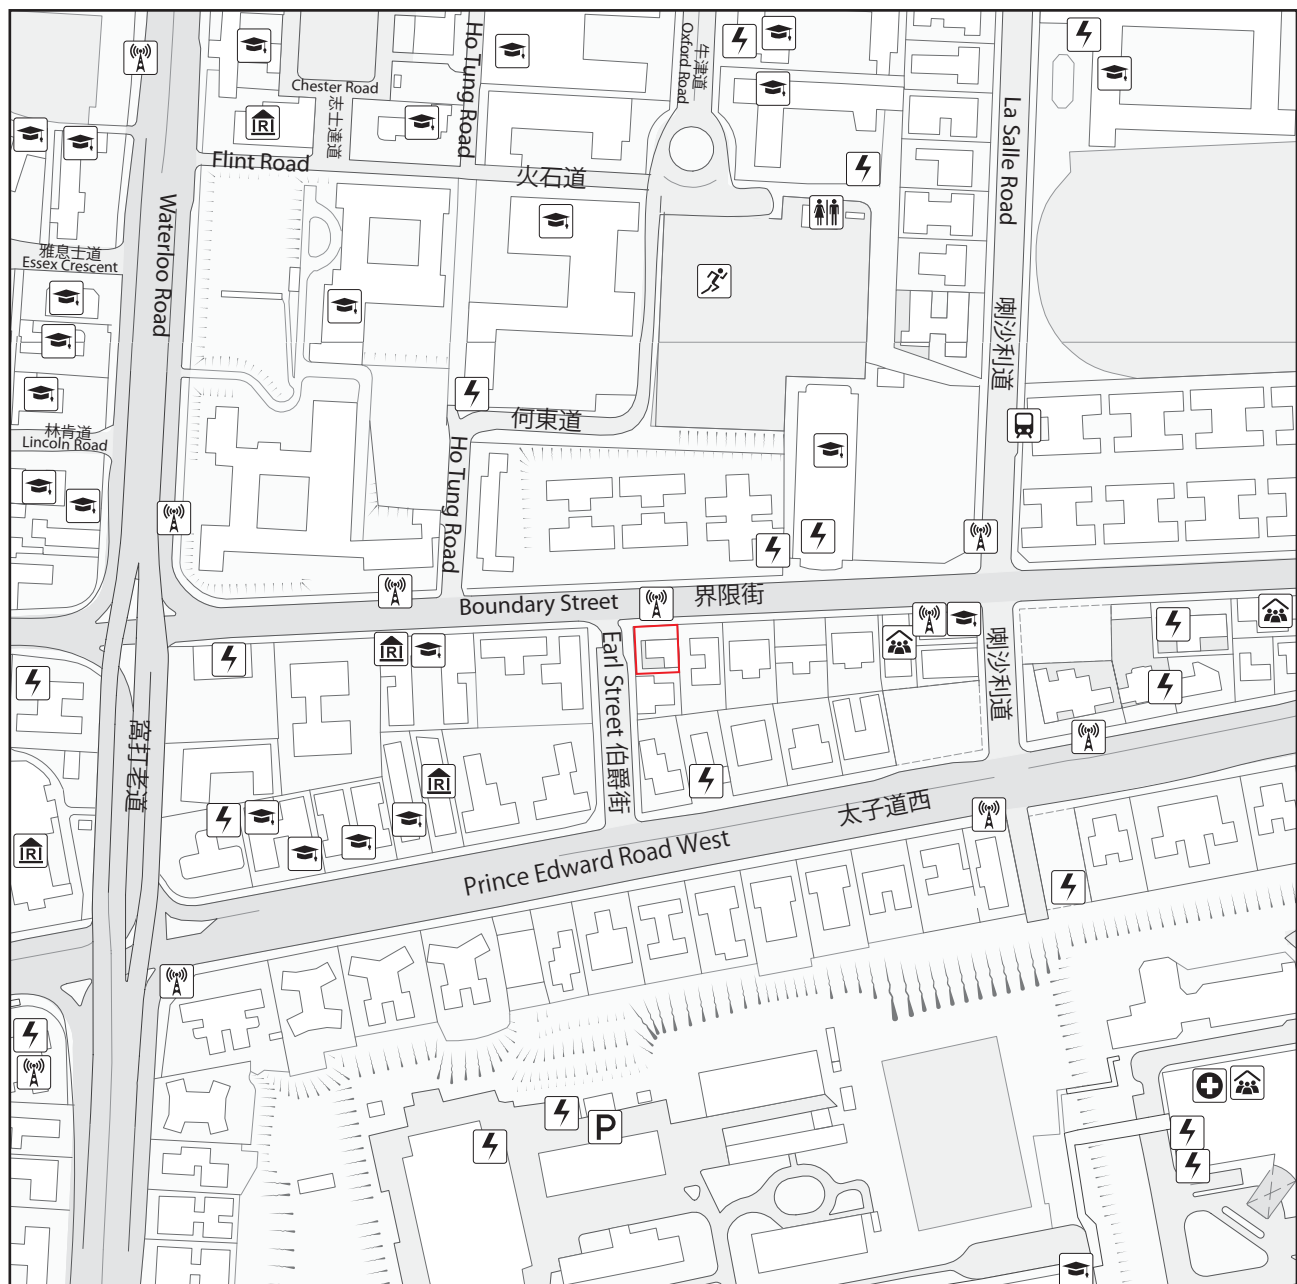 Chester Road
志士達道
Ho Tung Road
牛津道
Oxford Road
La Salle Road
Flint Road
火石道
Waterloo Road
雅息士道
Essex Crescent
喇沙利道
林肯道
Lincoln Road
何東道
Ho Tung Road
Boundary Street
界限街
Earl Street 伯爵街
喇沙利道
窩打老道
太子道西
Prince Edward Road West
R
R
R
R
P